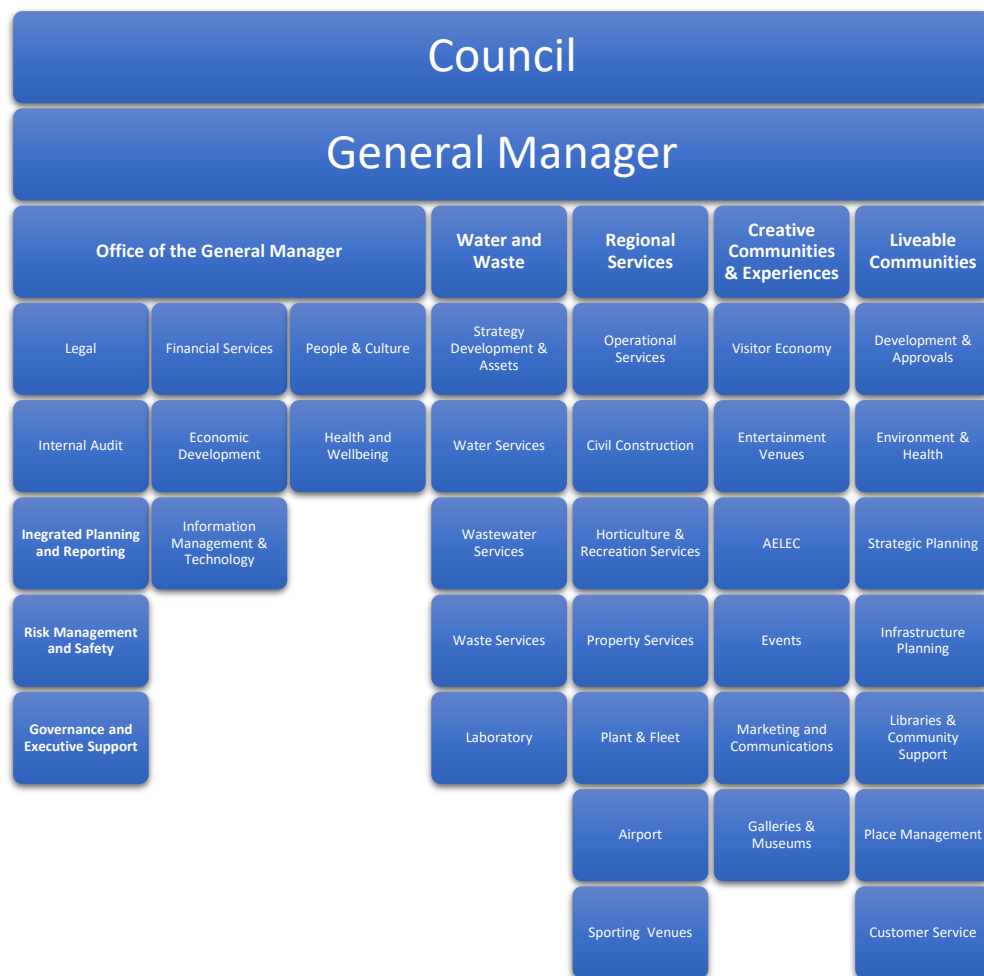 Council
General Manager
Office of the General Manager
Water and
Waste
Regional
Services
Creative
Communities
& Experiences
Liveable
Communities
Legal
Financial Services
People & Culture
Strategy
Development &
Assets
Operational
Services
Visitor Economy
Development &
Approvals
Internal Audit
Economic
Development
Health and
Wellbeing
Water Services
Civil Construction
Entertainment
Venues
Environment &
Health
Inegrated Planning
and Reporting
Information
Management &
Technology
Wastewater
Services
Horticulture &
Recreation Services
AELEC
Strategic Planning
Risk Management
and Safety
Waste Services
Property Services
Events
Infrastructure
Planning
Governance and
Executive Support
Laboratory
Plant & Fleet
Marketing and
Communications
Libraries &
Community
Support
Airport
Galleries &
Museums
Place Management
Sporting Venues
Customer Service